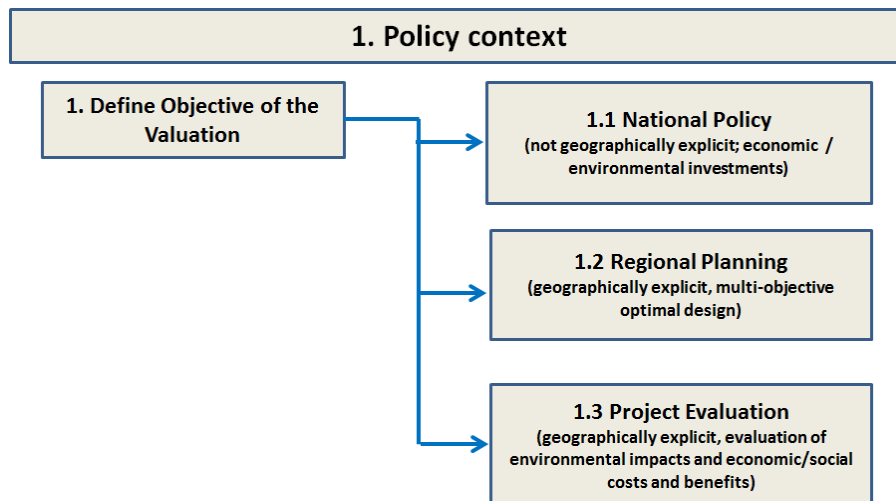 1. Policy context
1. Define Objective of the
Valuation
1.1 National Policy
(not geographically explicit; economic /
environmental investments)
1.2 Regional Planning
(geographically explicit, multi-objective
optimal design)
1.3 Project Evaluation
(geographically explicit, evaluation of
environmental impacts and economic/social
costs and benefits)